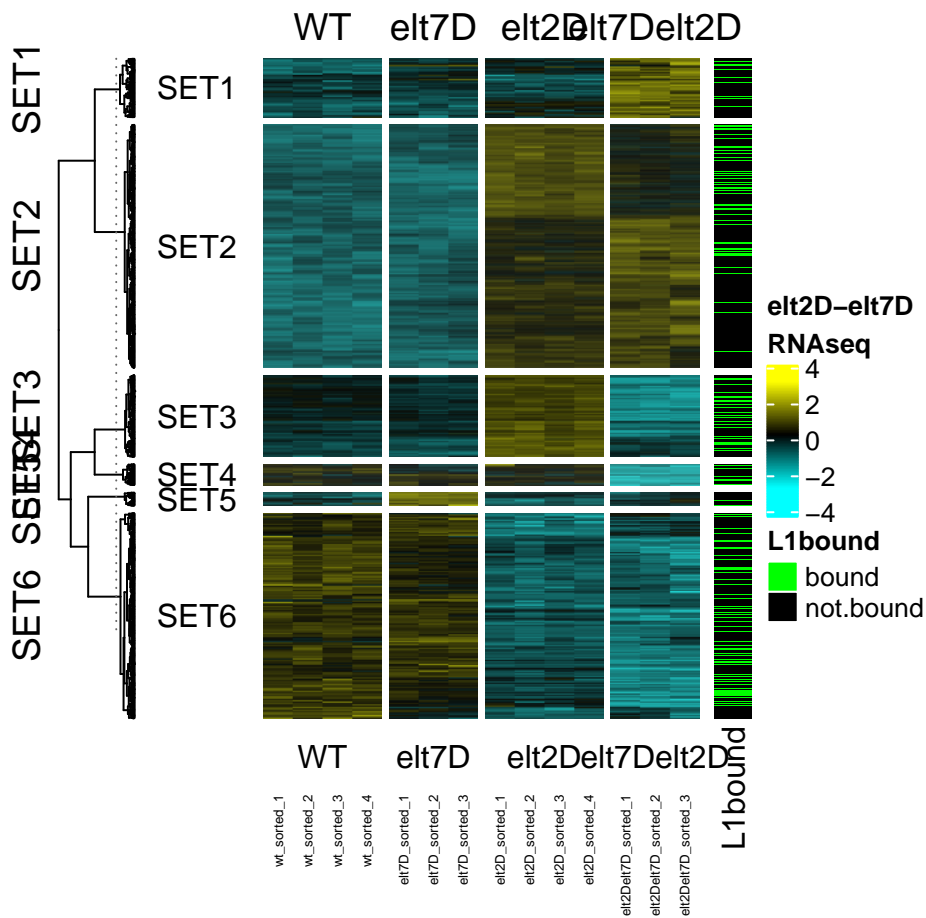 WT elt7D elt2D elt7Delt2D
SET1
SET2
SET3
SET4
SET5
SET6
SET1
SET2
SET3
SET4
SET5
SET6
WT elt7D elt2D elt7Delt2D
wt_sorted_1
wt_sorted_2
wt_sorted_3
wt_sorted_4
elt7D_sorted_1
elt7D_sorted_2
elt7D_sorted_3
elt2D_sorted_1
elt2D_sorted_2
elt2D_sorted_3
elt2D_sorted_4
elt2Delt7D_sorted_1
elt2Delt7D_sorted_2
elt2Delt7D_sorted_3
L1bound
elt2D−elt7D
RNAseq
4
2
0
−2
−4
L1bound
bound
not.bound